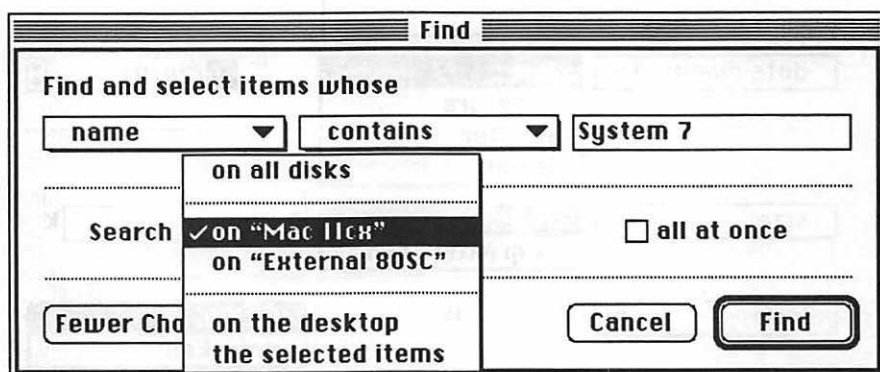 Find
Find and select items whose
name contains System 7
on all disks
Search ✓on “Mac IIcx” all at once
on “External 80SC”
Fewer Cho on the desktop Cancel Find
the selected items